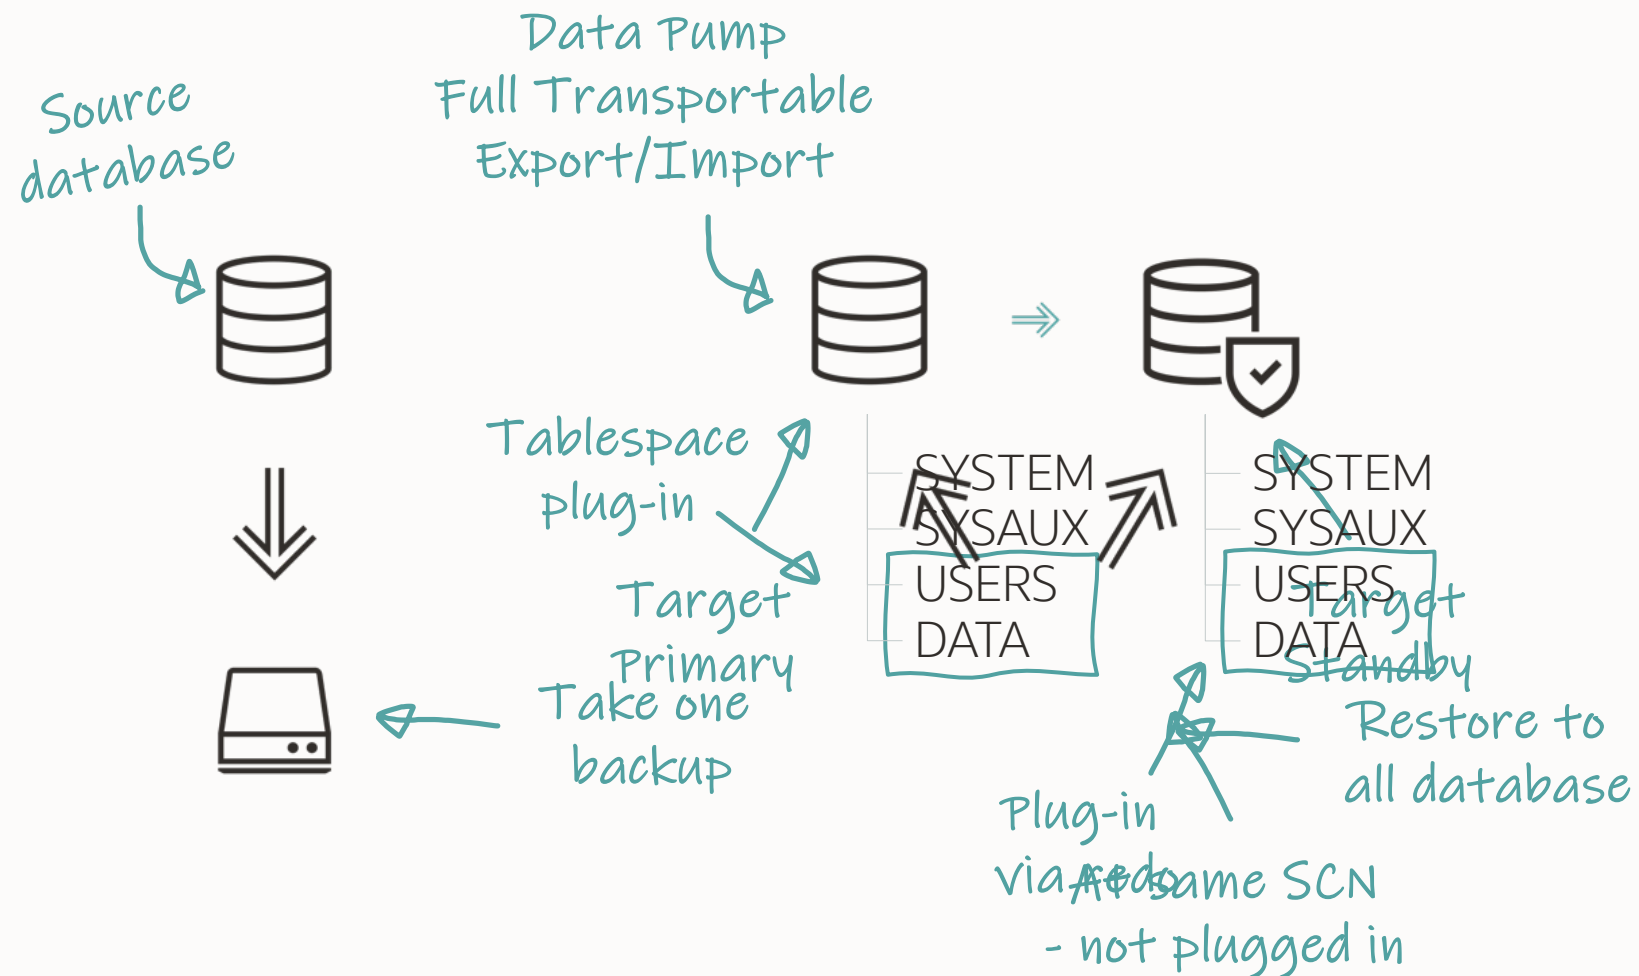 Source
database
Data Pump
Full Transportable
Export/Import
Tablespace
plug-in
Target
Primary
Take one
backup
SYSTEM
SYSAUX
USERS
DATA
SYSTEM
SYSAUX
USERS
DATA
Target
Standby
Restore to
all database
Plug-in
via redo
At same SCN
- not plugged in